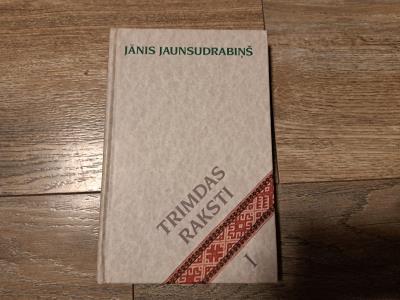 JĀNIS JAUNSUDRABIŅŠ
TRIMDAS
RAKSTI
I